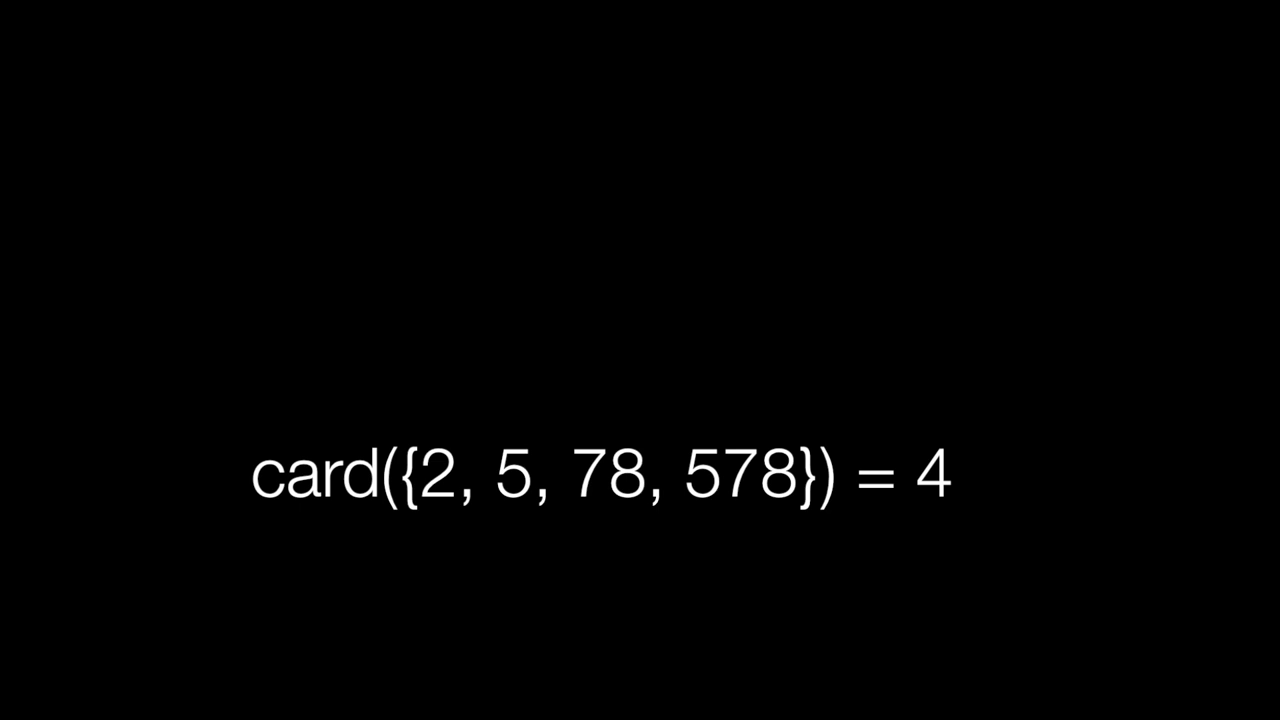 card({2, 5, 78, 578}) = 4